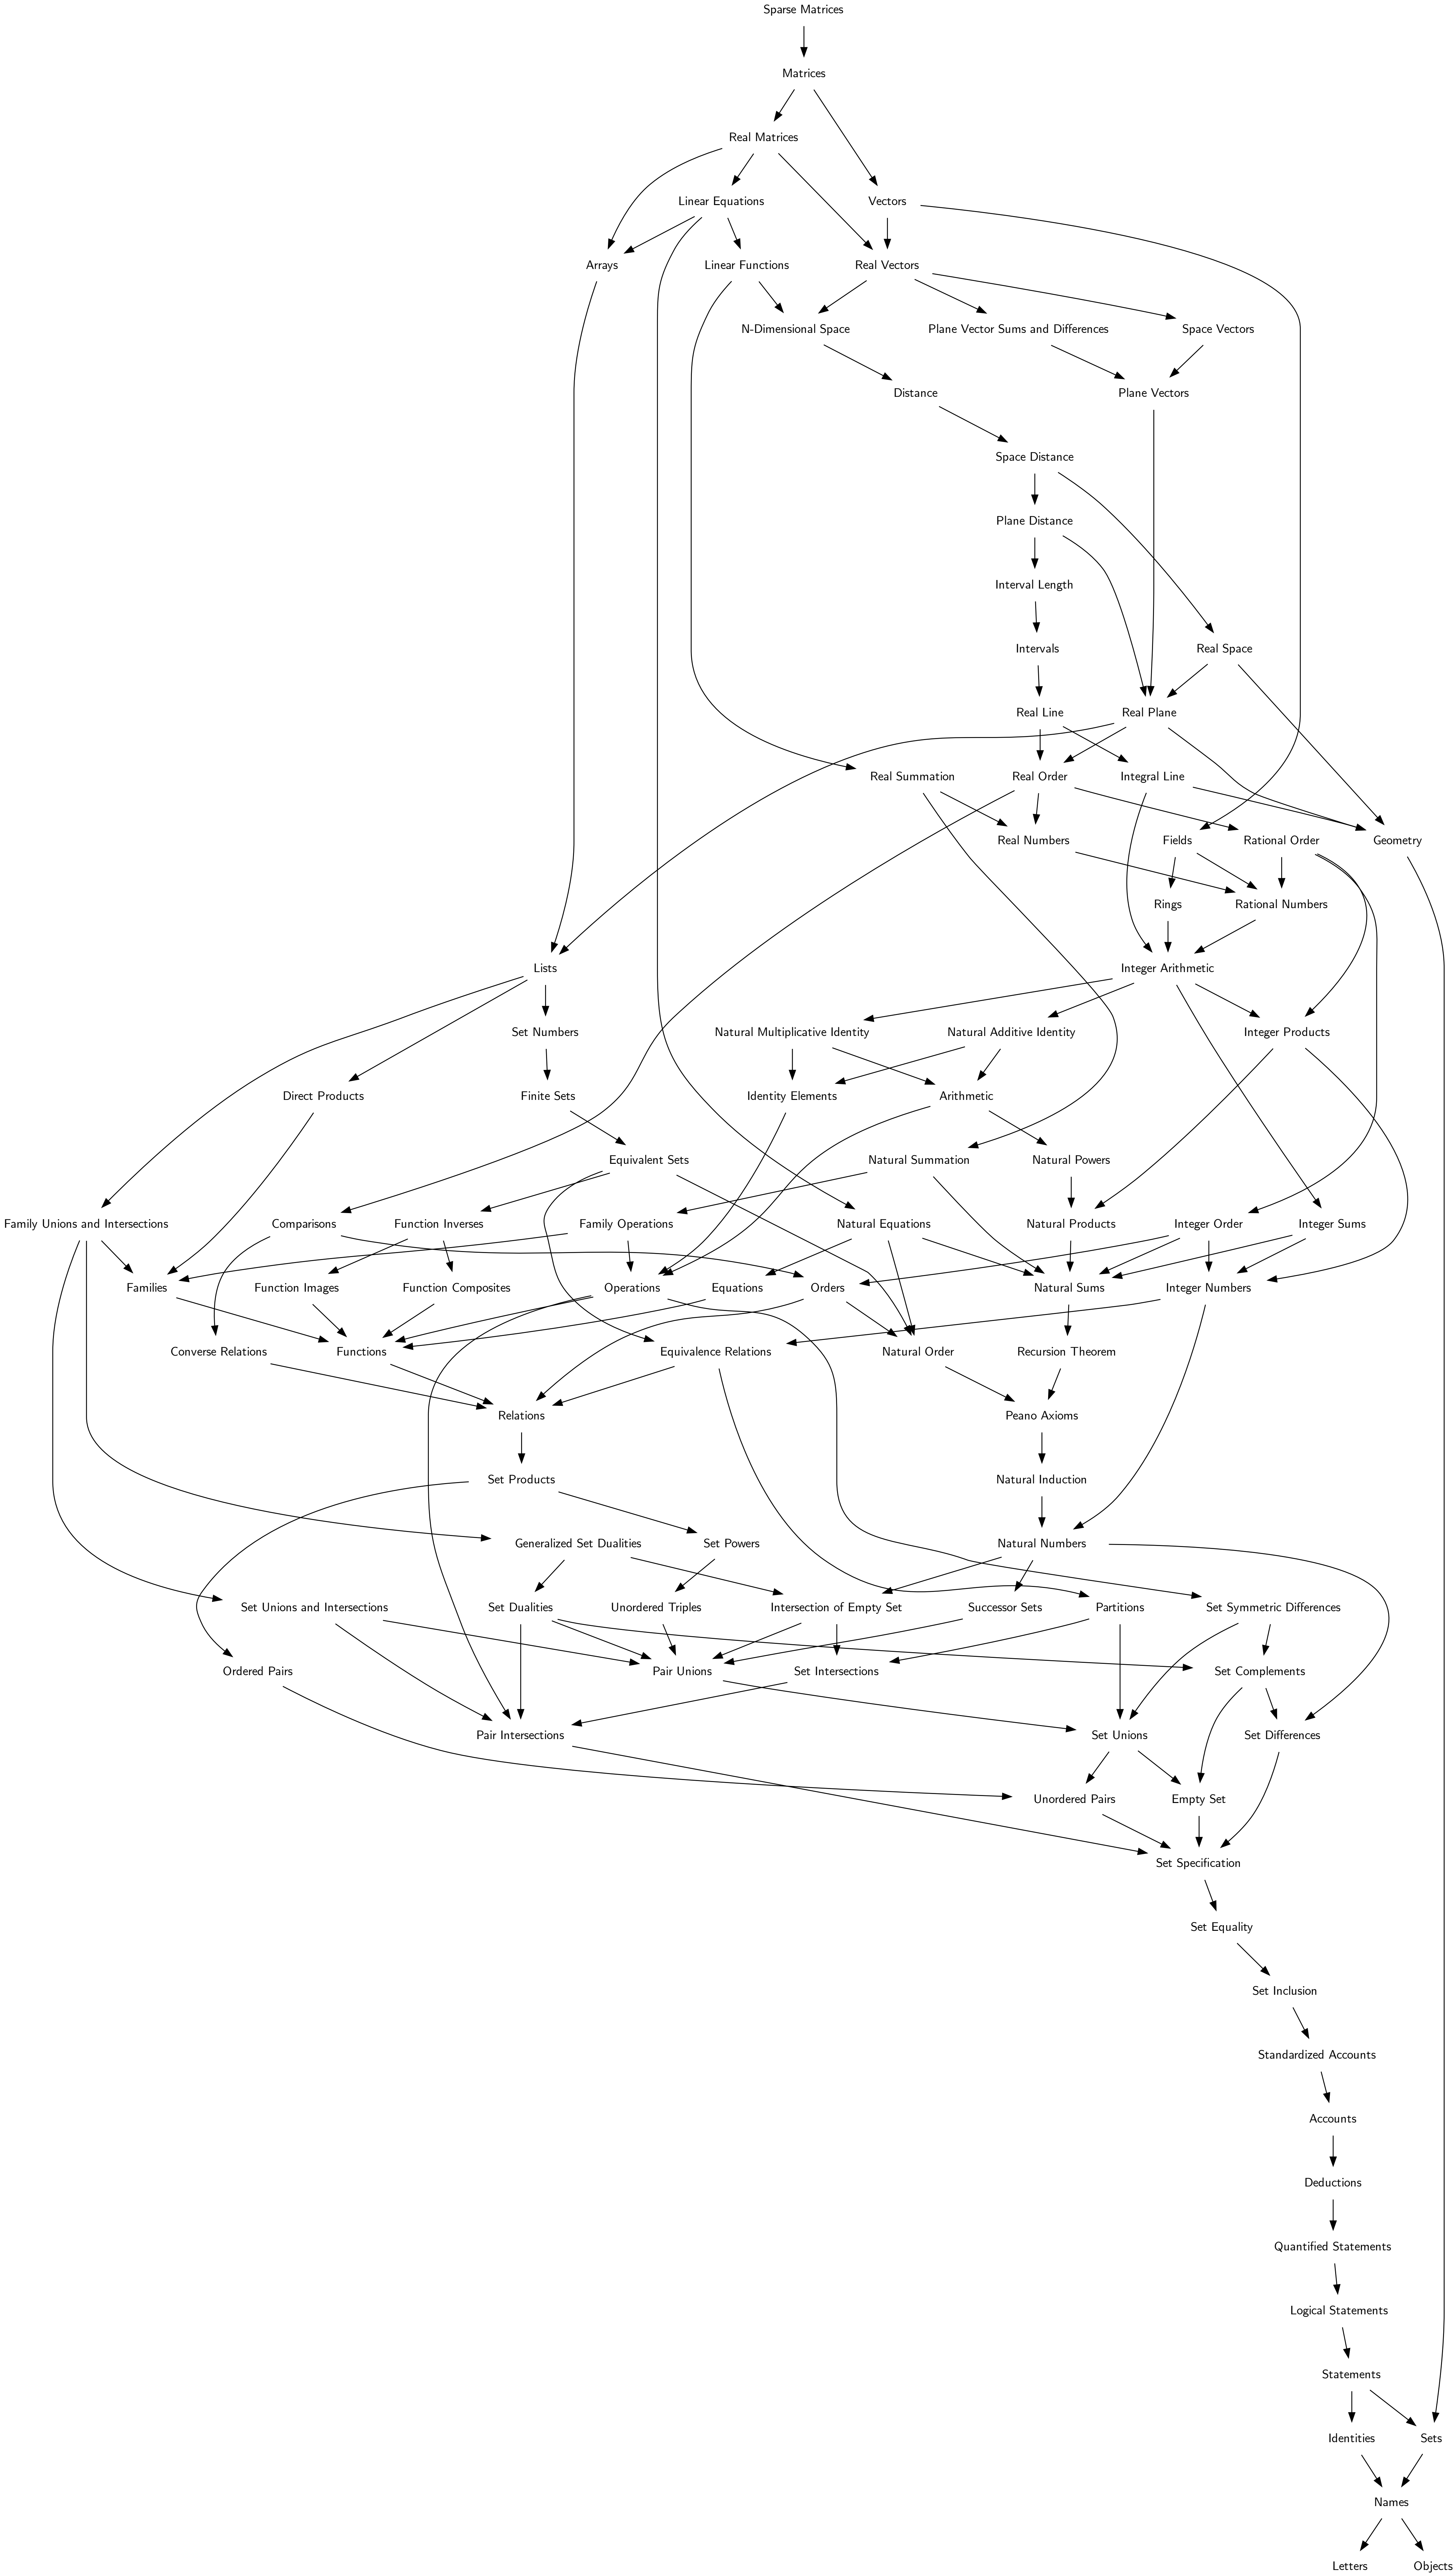 Sparse Matrices
Matrices
Real Matrices
Linear Equations
Vectors
Arrays
Linear Functions
Real Vectors
N-Dimensional Space
Plane Vector Sums and Differences
Space Vectors
Distance
Plane Vectors
Space Distance
Plane Distance
Interval Length
Intervals
Real Space
Real Line
Real Plane
Real Summation
Real Order
Integral Line
Real Numbers
Fields
Rational Order
Geometry
Rings
Rational Numbers
Lists
Integer Arithmetic
Set Numbers
Natural Multiplicative Identity
Natural Additive Identity
Integer Products
Direct Products
Finite Sets
Identity Elements
Arithmetic
Equivalent Sets
Natural Summation
Natural Powers
Family Unions and Intersections
Comparisons
Function Inverses
Family Operations
Natural Equations
Natural Products
Integer Order
Integer Sums
Families
Function Images
Function Composites
Operations
Equations
Orders
Natural Sums
Integer Numbers
Converse Relations
Functions
Equivalence Relations
Natural Order
Recursion Theorem
Relations
Peano Axioms
Set Products
Natural Induction
Generalized Set Dualities
Set Powers
Natural Numbers
Set Unions and Intersections
Set Dualities
Unordered Triples
Intersection of Empty Set
Successor Sets
Partitions
Set Symmetric Differences
Ordered Pairs
Pair Unions
Set Intersections
Set Complements
Pair Intersections
Set Unions
Set Differences
Unordered Pairs
Empty Set
Set Specification
Set Equality
Set Inclusion
Standardized Accounts
Accounts
Deductions
Quantified Statements
Logical Statements
Statements
Identities
Sets
Names
Letters
Objects